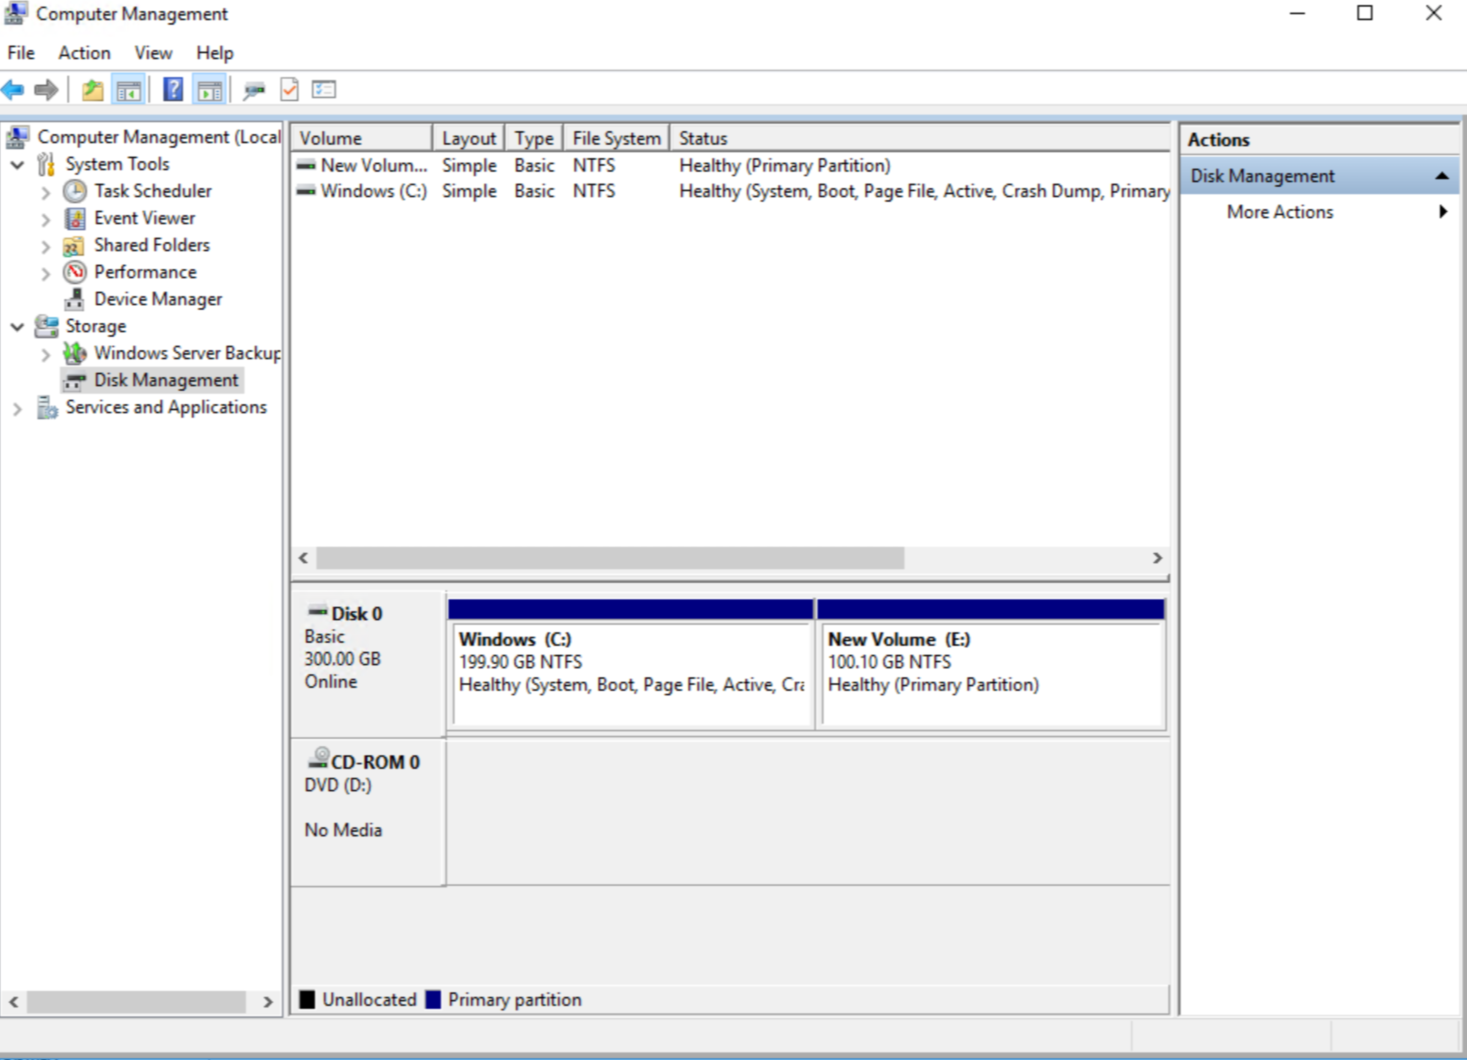 Computer Management
File Action View Help
Computer Management (Local
System Tools
Task Scheduler
Event Viewer
Shared Folders
Performance
Device Manager
Storage
Windows Server Backup
Disk Management
Services and Applications
Volume Layout Type File System Status
New Volum... Simple Basic NTFS Healthy (Primary Partition)
Windows (C:) Simple Basic NTFS Healthy (System, Boot, Page File, Active, Crash Dump, Primary
Disk 0
Basic
300.00 GB
Online
Windows (C:)
199.90 GB NTFS
Healthy (System, Boot, Page File, Active, Cra
New Volume (E:)
100.10 GB NTFS
Healthy (Primary Partition)
CD-ROM 0
DVD (D:)
No Media
Unallocated Primary partition
Actions
Disk Management
More Actions